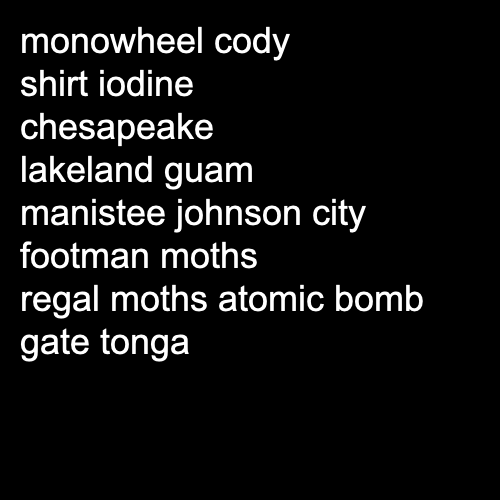 monowheel cody
shirt iodine
chesapeake
lakeland guam
manistee johnson city
footman moths
regal moths atomic bomb
gate tonga